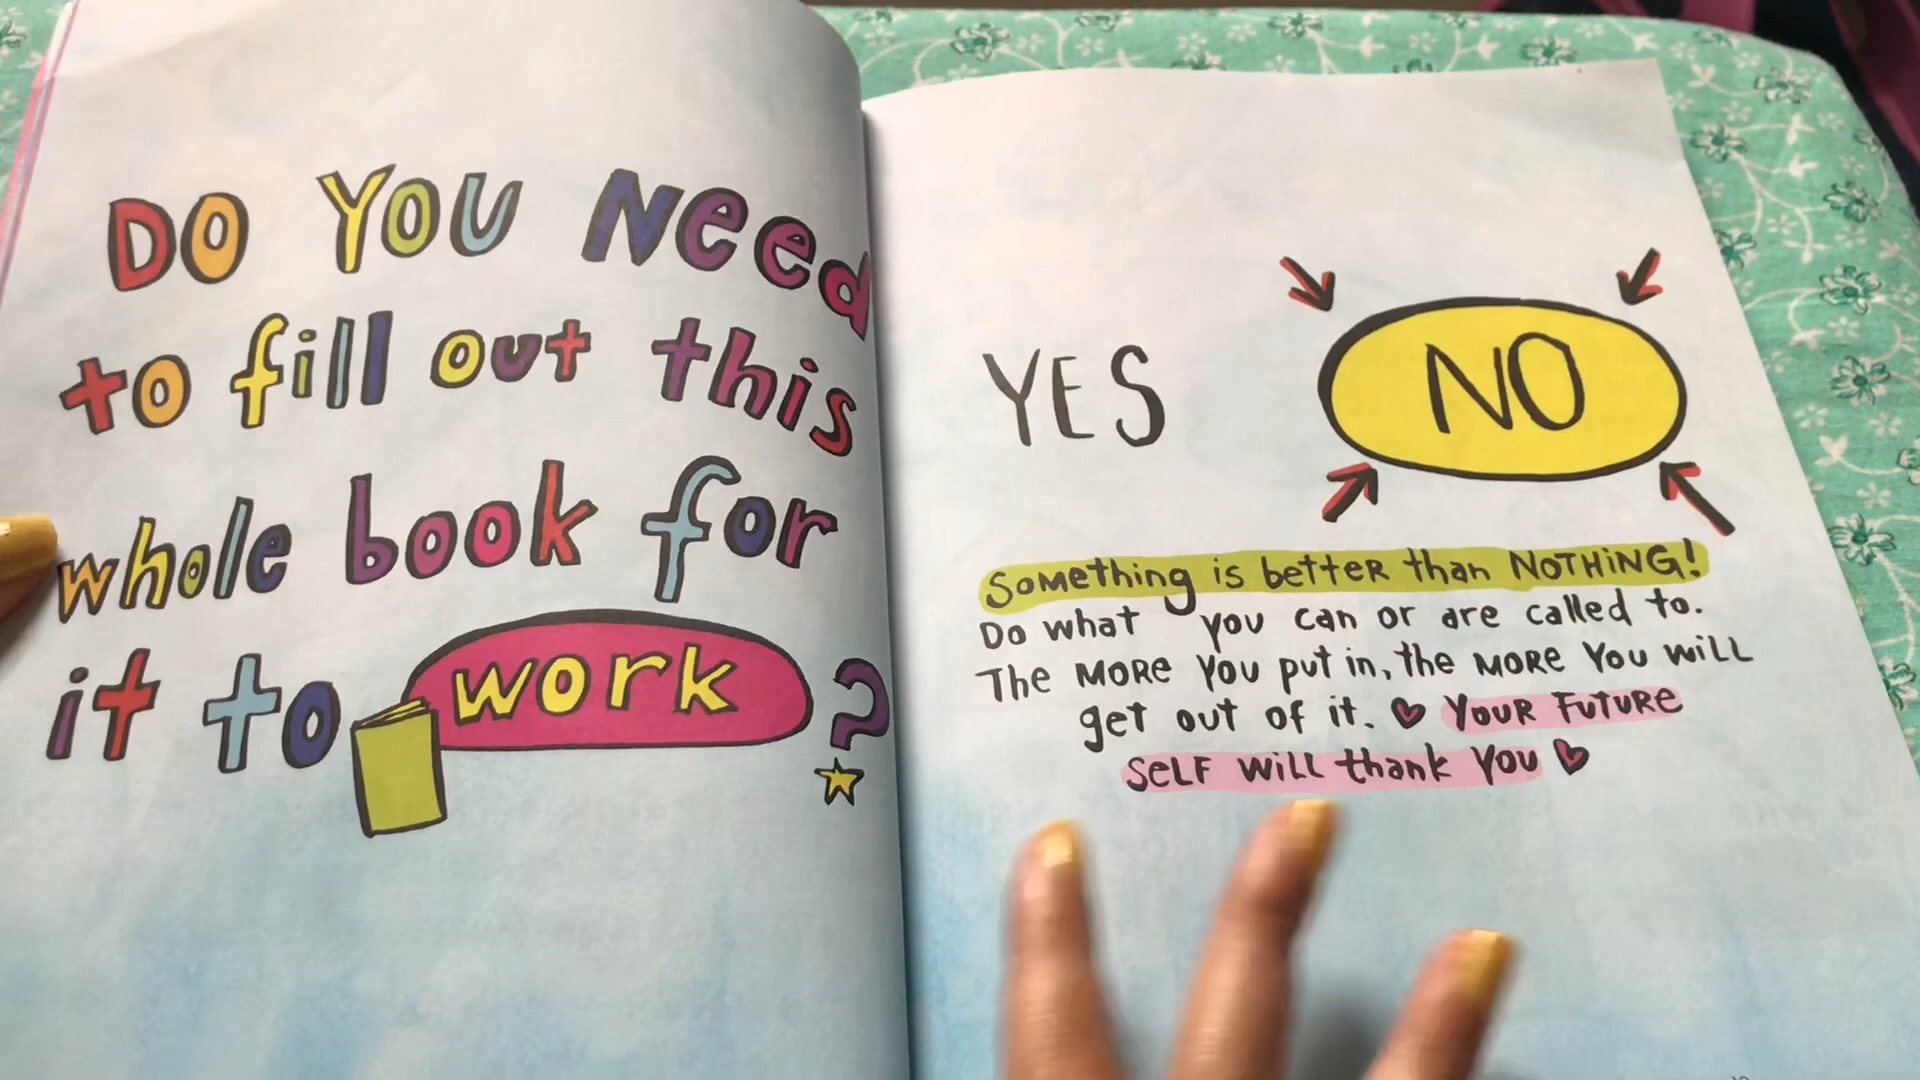 DO YOU Need
to fill out this
whole book for
it to work?
YES NO
Something is better than NOTHiNG!
Do what you can or are called to.
The MORe You put in, the MORe You WiLL
get out of it. ♡ YOUR FUTURe
SeLF WiLL thank You ♡